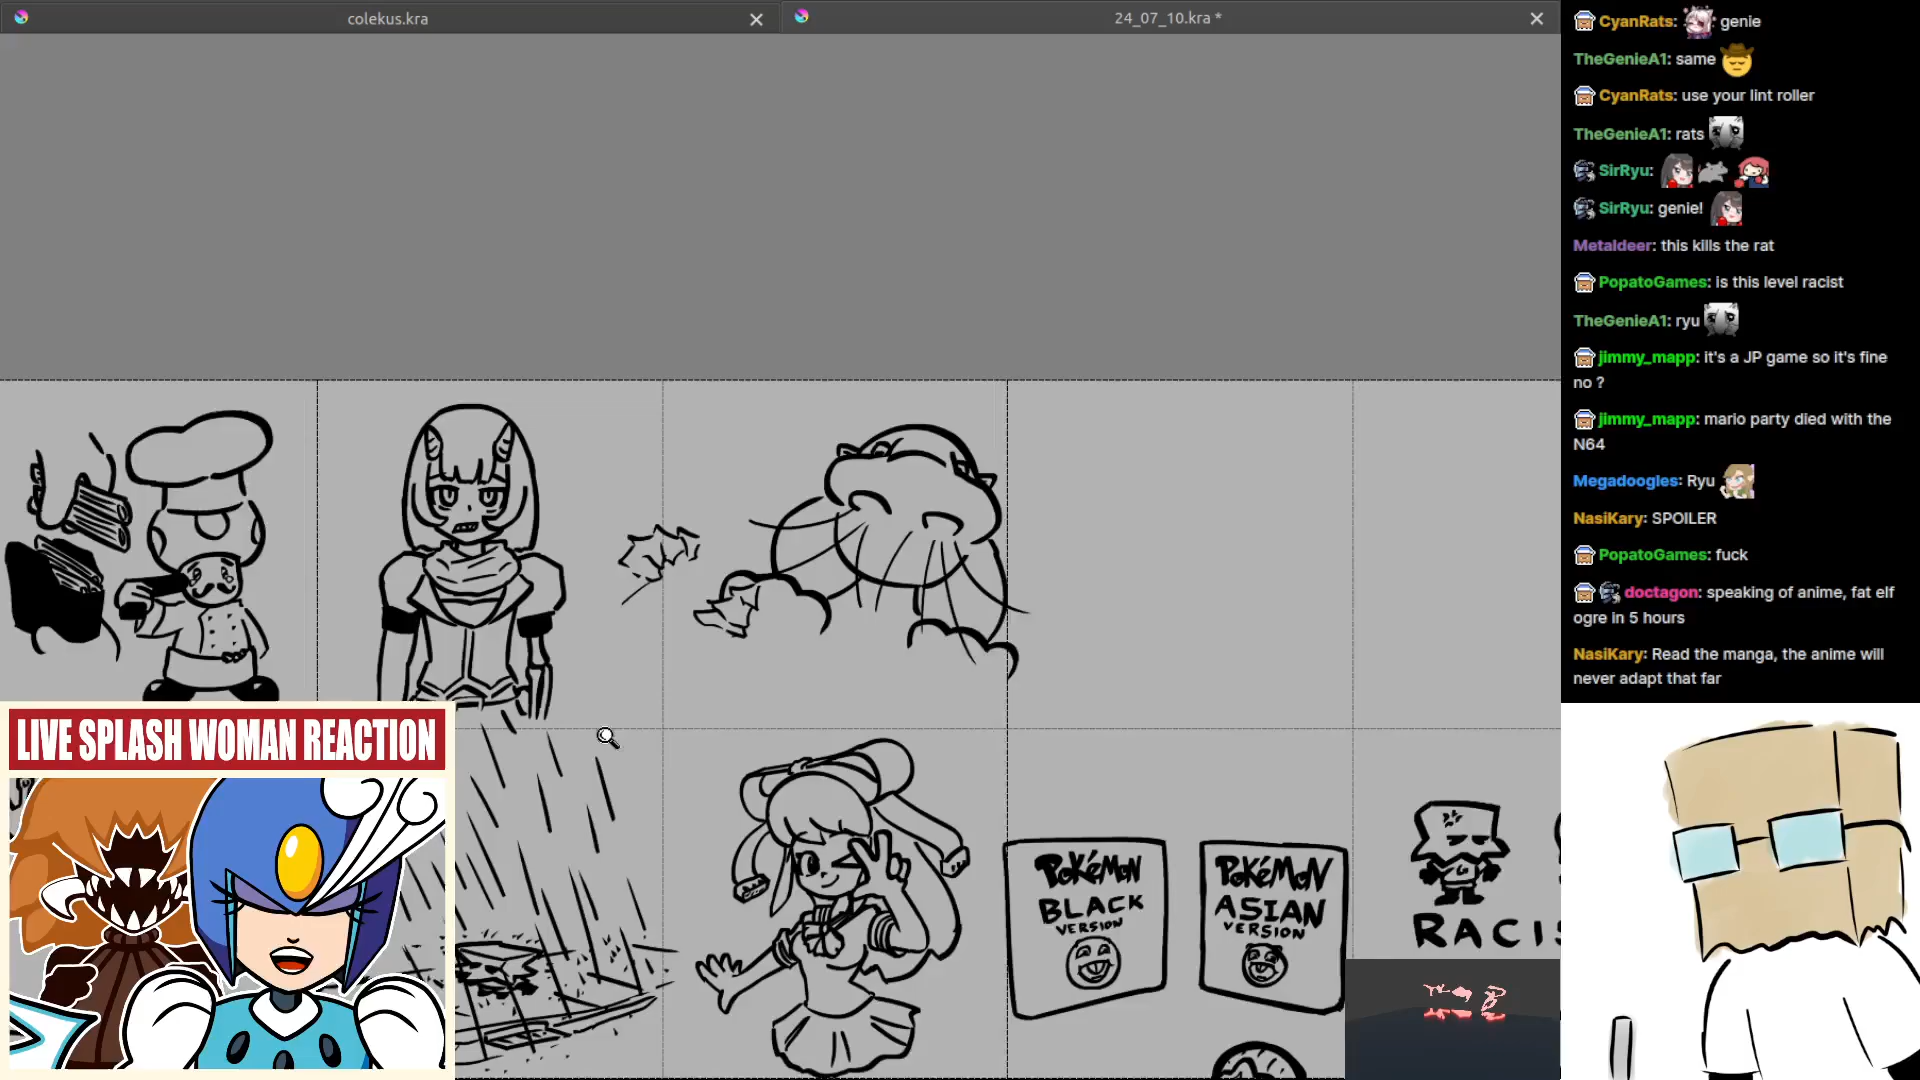 colekus.kra
24_07_10.kra *
CyanRats: genie
TheGenieA1: same
CyanRats: use your lint roller
TheGenieA1: rats
SirRyu:
SirRyu: genie!
Metaldeer: this kills the rat
PopatoGames: is this level racist
TheGenieA1: ryu
jimmy_mapp: it's a JP game so it's fine
no ?
jimmy_mapp: mario party died with the
N64
Megadoogles: Ryu
NasiKary: SPOILER
PopatoGames: fuck
doctagon: speaking of anime, fat elf
ogre in 5 hours
NasiKary: Read the manga, the anime will
never adapt that far
LIVE SPLASH WOMAN REACTION
POKéMON
BLACK
VERSION
POKéMON
ASIAN
VERSION
RACIS